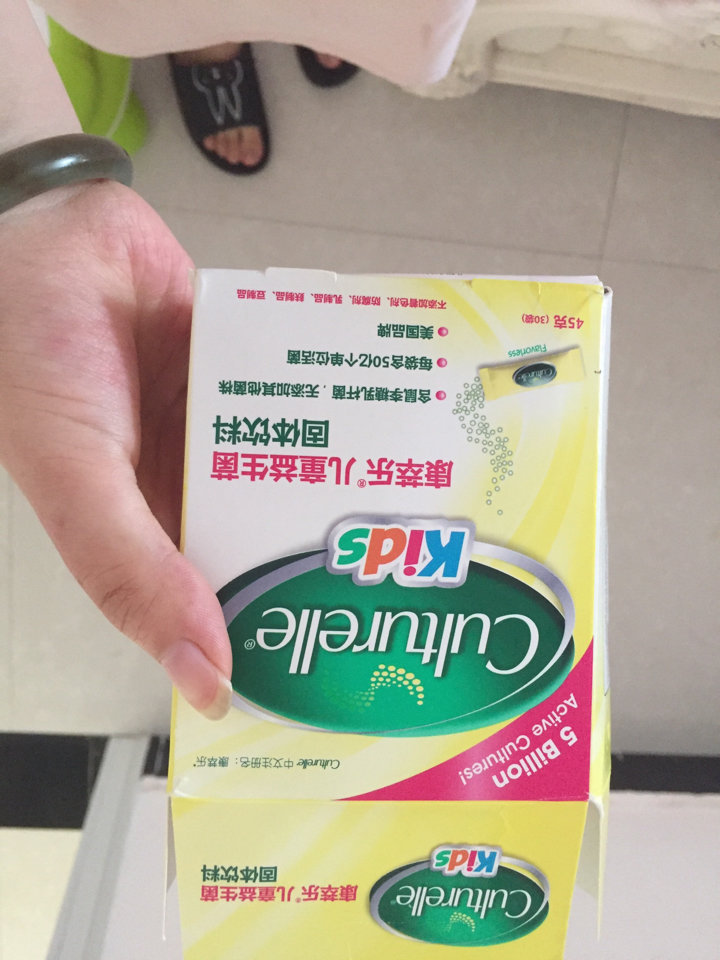 Culturelle®
Kids
康萃乐®儿童益生菌
固体饮料
Culturelle 中文注册名：康萃乐®
5 Billion
Active Cultures!
Culturelle®
Kids
康萃乐®儿童益生菌
固体饮料
含鼠李糖乳杆菌，无添加其他菌株
每袋含50亿个单位活菌
美国品牌
不添加着色剂、防腐剂、乳制品、麸制品、豆制品
Culturelle
Flavorless
45克 (30袋)